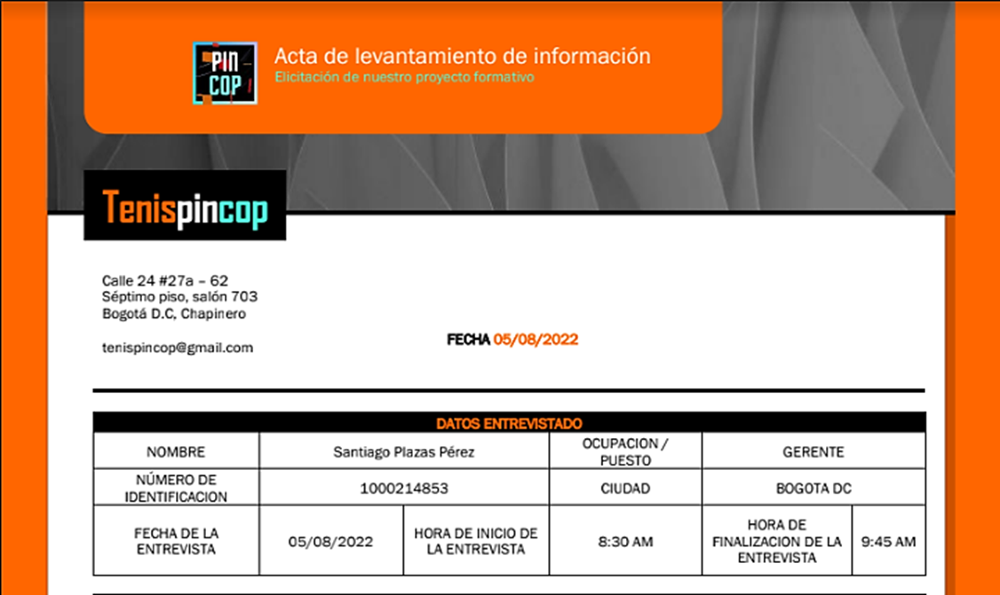 PIN
COP
Acta de levantamiento de información
Elicitación de nuestro proyecto formativo
Tenispincop
Calle 24 #27a – 62
Séptimo piso, salón 703
Bogotá D.C, Chapinero
tenispincop@gmail.com
FECHA 05/08/2022
DATOS ENTREVISTADO
NOMBRE
Santiago Plazas Pérez
OCUPACION /
PUESTO
GERENTE
NÚMERO DE
IDENTIFICACION
1000214853
CIUDAD
BOGOTA DC
FECHA DE LA
ENTREVISTA
05/08/2022
HORA DE INICIO DE
LA ENTREVISTA
8:30 AM
HORA DE
FINALIZACION DE LA
ENTREVISTA
9:45 AM